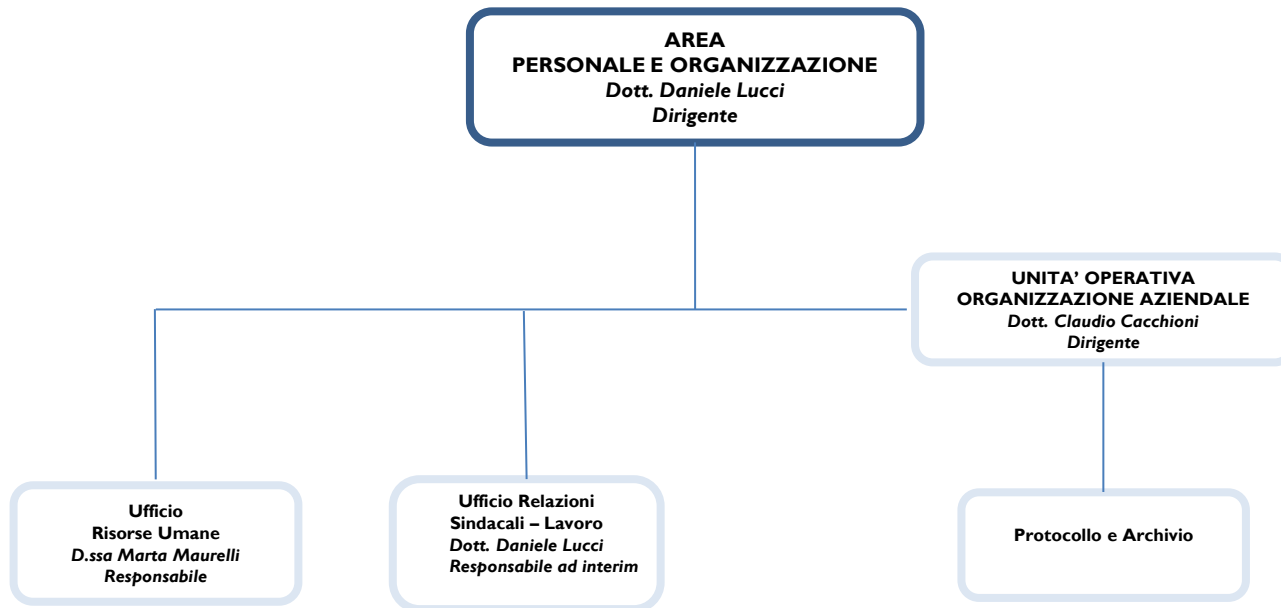 AREA
PERSONALE E ORGANIZZAZIONE
Dott. Daniele Lucci
Dirigente
UNITA’ OPERATIVA
ORGANIZZAZIONE AZIENDALE
Dott. Claudio Cacchioni
Dirigente
Ufficio
Risorse Umane
D.ssa Marta Maurelli
Responsabile
Ufficio Relazioni
Sindacali – Lavoro
Dott. Daniele Lucci
Responsabile ad interim
Protocollo e Archivio